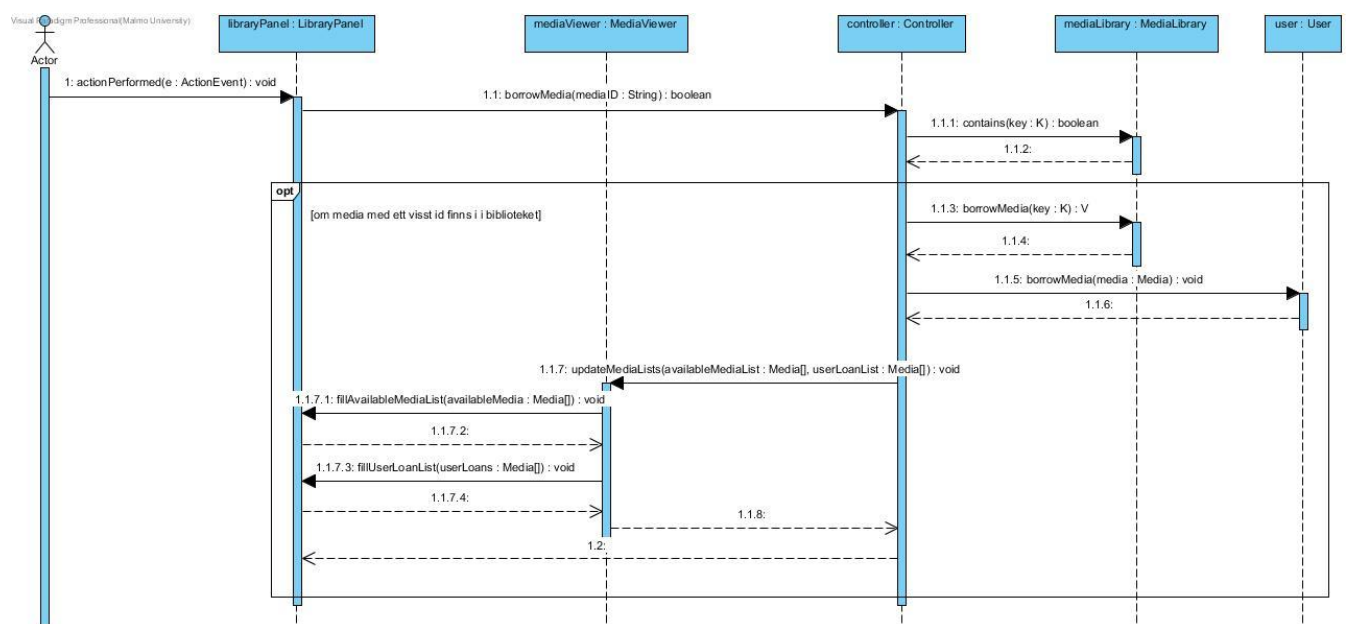 Visual Paradigm Professional(Malmo University)
libraryPanel : LibraryPanel
mediaViewer : MediaViewer
controller : Controller
mediaLibrary : MediaLibrary
user : User
Actor
1: actionPerformed(e : ActionEvent) : void
1.1: borrowMedia(mediaID : String) : boolean
1.1.1: contains(key : K) : boolean
1.1.2:
opt
[om media med ett visst id finns i i biblioteket]
1.1.3: borrowMedia(key : K) : V
1.1.4:
1.1.5: borrowMedia(media : Media) : void
1.1.6:
1.1.7: updateMediaLists(availableMediaList : Media[], userLoanList : Media[]) : void
1.1.7.1: fillAvailableMediaList(availableMedia : Media[]) : void
1.1.7.2:
1.1.7.3: fillUserLoanList(userLoans : Media[]) : void
1.1.7.4:
1.1.8:
1.2: